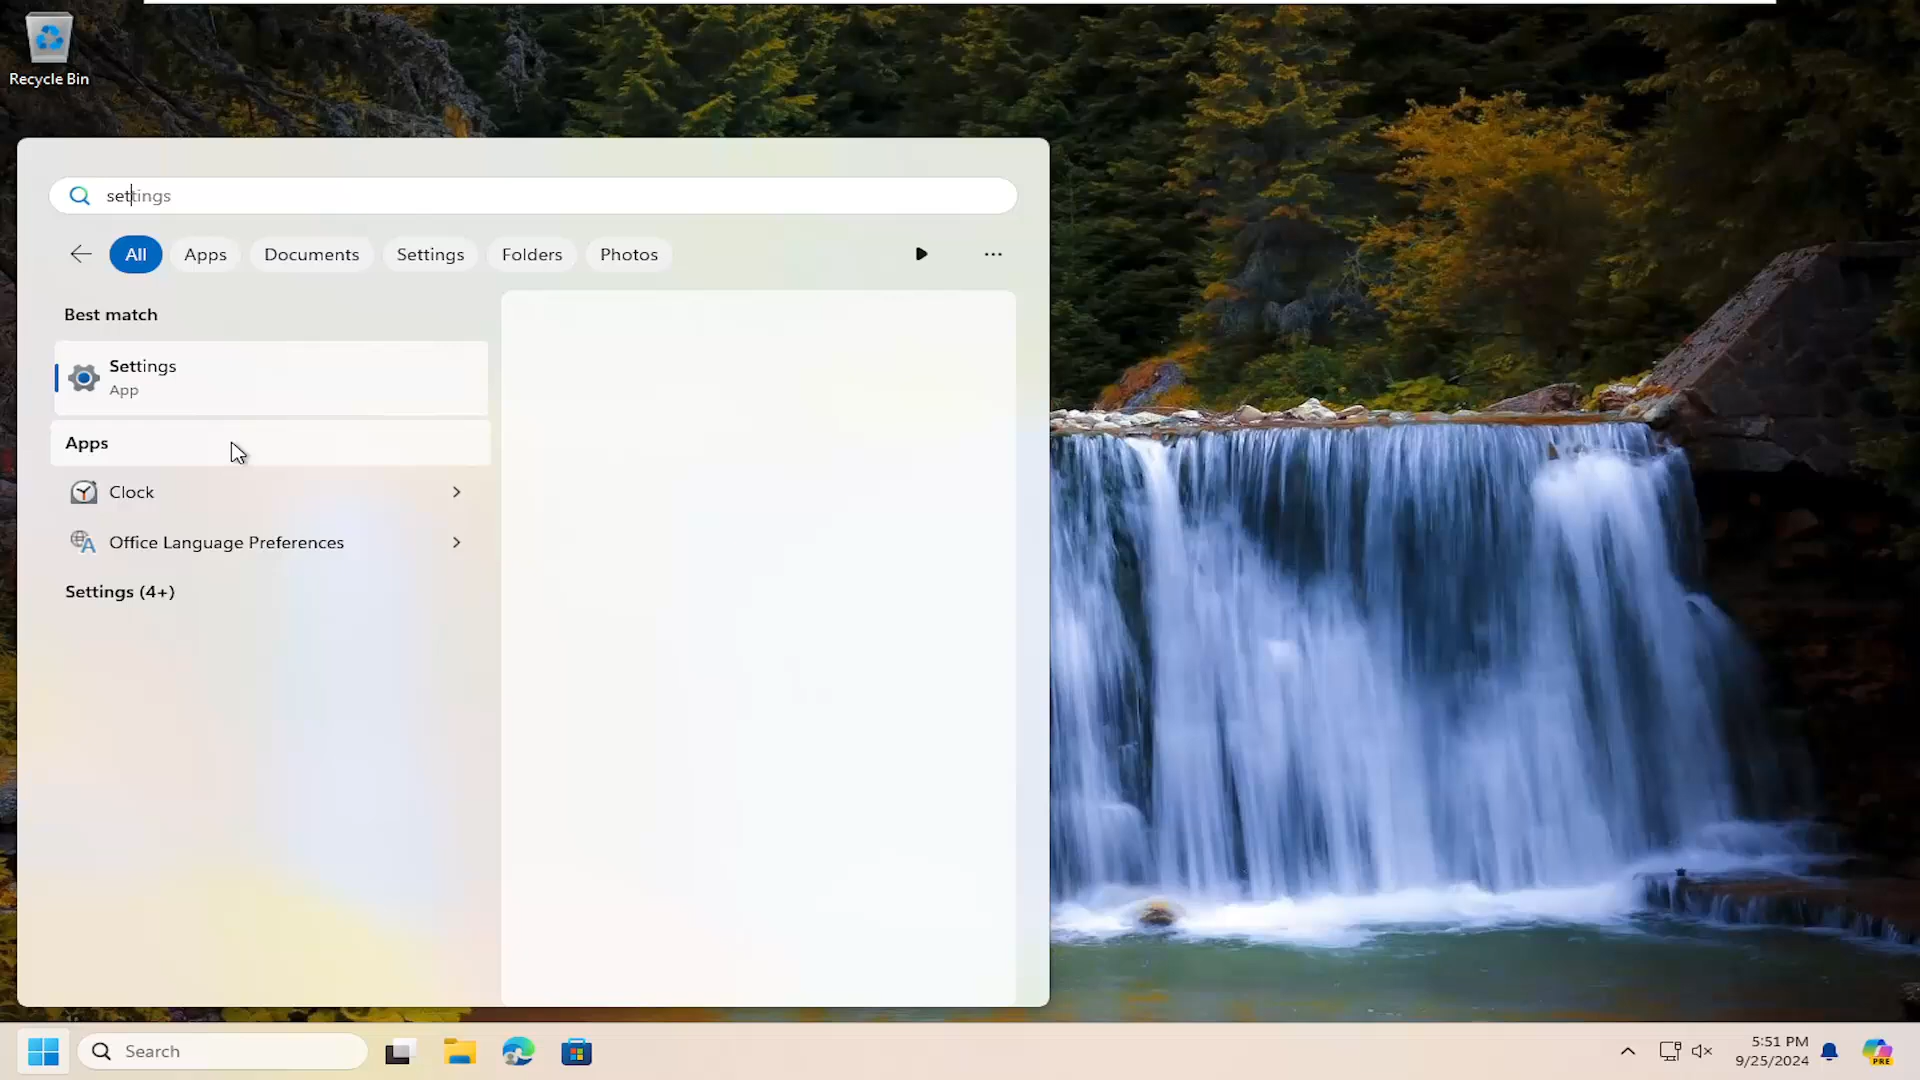 Recycle Bin
settings
All Apps Documents Settings Folders Photos
Best match
Settings
App
Apps
Clock
Office Language Preferences
Settings (4+)
Search
5:51 PM
9/25/2024
PRE